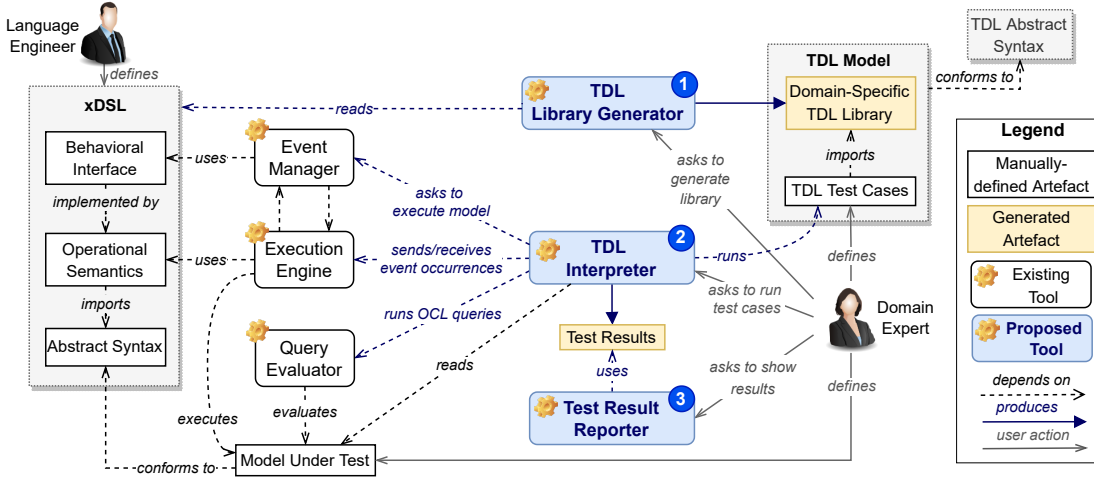 Language
Engineer
defines
xDSL
Behavioral
Interface
implemented by
Operational
Semantics
imports
Abstract Syntax
uses
uses
Event
Manager
Execution
Engine
Query
Evaluator
executes
evaluates
conforms to
Model Under Test
reads
asks to
execute model
sends/receives
event occurrences
runs OCL queries
reads
TDL
Library Generator
1
TDL
Interpreter
2
Test Results
uses
Test Result
Reporter
3
asks to
generate
library
runs
asks to run
test cases
asks to show
results
Domain
Expert
defines
defines
TDL Model
Domain-Specific
TDL Library
imports
TDL Test Cases
conforms to
TDL Abstract
Syntax
Legend
Manually-
defined Artefact
Generated
Artefact
Existing
Tool
Proposed
Tool
depends on
produces
user action